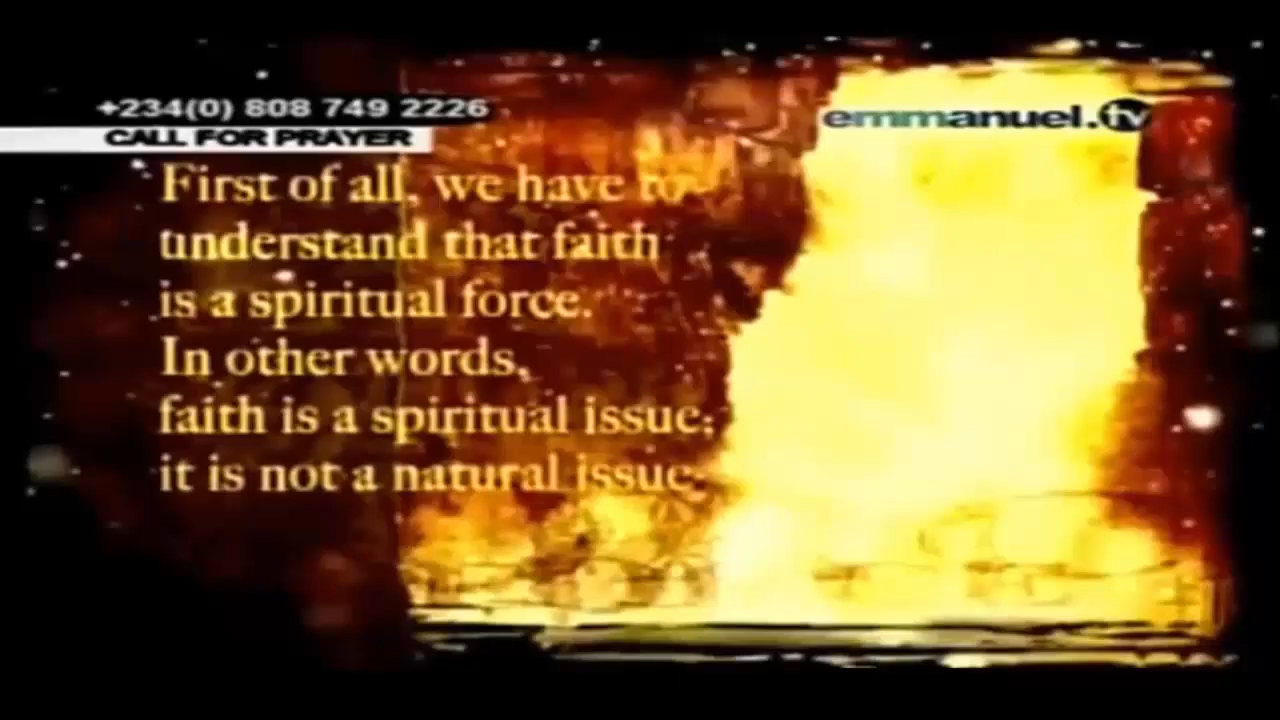 +234(0) 808 749 2226
CALL FOR PRAYER
emmanuel.tv
First of all, we have to
understand that faith
is a spiritual force.
In other words,
faith is a spiritual issue;
it is not a natural issue.